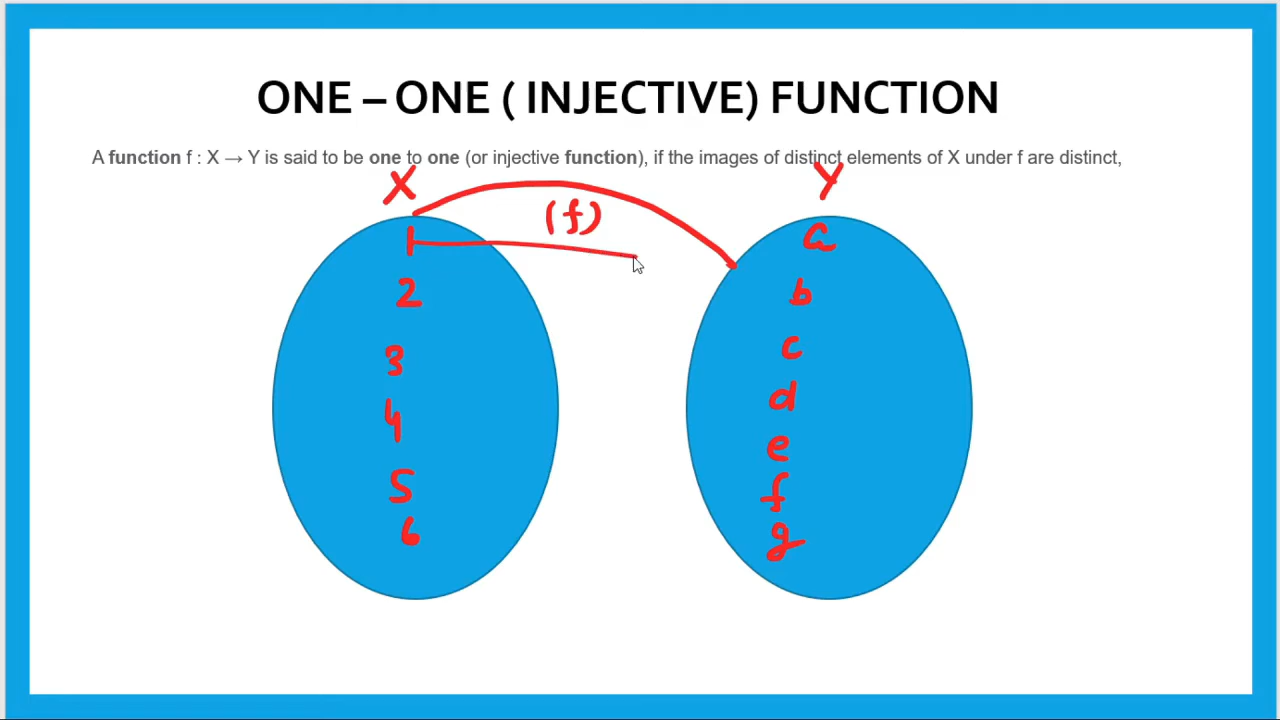 ONE – ONE ( INJECTIVE) FUNCTION
A function f : X → Y is said to be one to one (or injective function), if the images of distinct elements of X under f are distinct,
X
Y
(f)
1
2
3
4
5
6
a
b
c
d
e
f
g